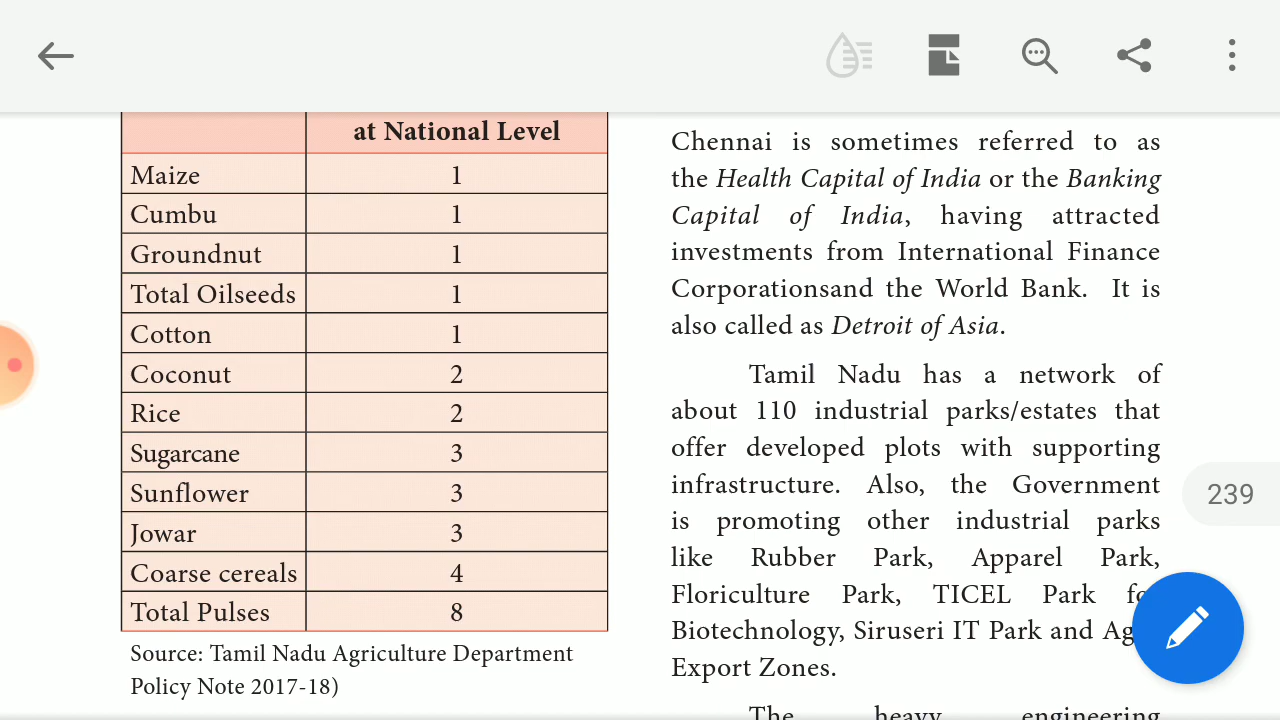 at National Level
Maize 1
Cumbu 1
Groundnut 1
Total Oilseeds 1
Cotton 1
Coconut 2
Rice 2
Sugarcane 3
Sunflower 3
Jowar 3
Coarse cereals 4
Total Pulses 8
Source: Tamil Nadu Agriculture Department
Policy Note 2017-18)
Chennai is sometimes referred to as
the Health Capital of India or the Banking
Capital of India, having attracted
investments from International Finance
Corporationsand the World Bank. It is
also called as Detroit of Asia.
Tamil Nadu has a network of
about 110 industrial parks/estates that
offer developed plots with supporting
infrastructure. Also, the Government
is promoting other industrial parks
like Rubber Park, Apparel Park,
Floriculture Park, TICEL Park
Biotechnology, Siruseri IT Park and
Export Zones.
The heavy engineering
239